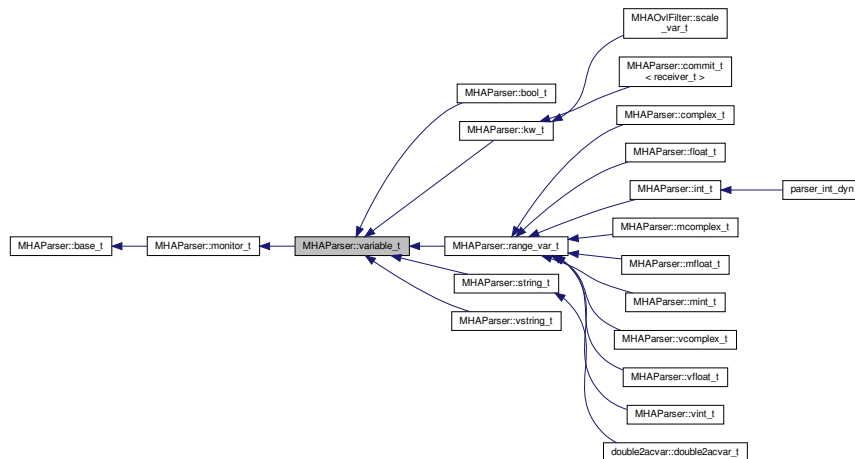 MHAOvlFilter::scale
_var_t
MHAParser::commit_t
< receiver_t >
MHAParser::bool_t
MHAParser::kw_t
MHAParser::complex_t
MHAParser::float_t
MHAParser::int_t
parser_int_dyn
MHAParser::base_t
MHAParser::monitor_t
MHAParser::variable_t
MHAParser::range_var_t
MHAParser::mcomplex_t
MHAParser::mfloat_t
MHAParser::string_t
MHAParser::mint_t
MHAParser::vstring_t
MHAParser::vcomplex_t
MHAParser::vfloat_t
MHAParser::vint_t
double2acvar::double2acvar_t